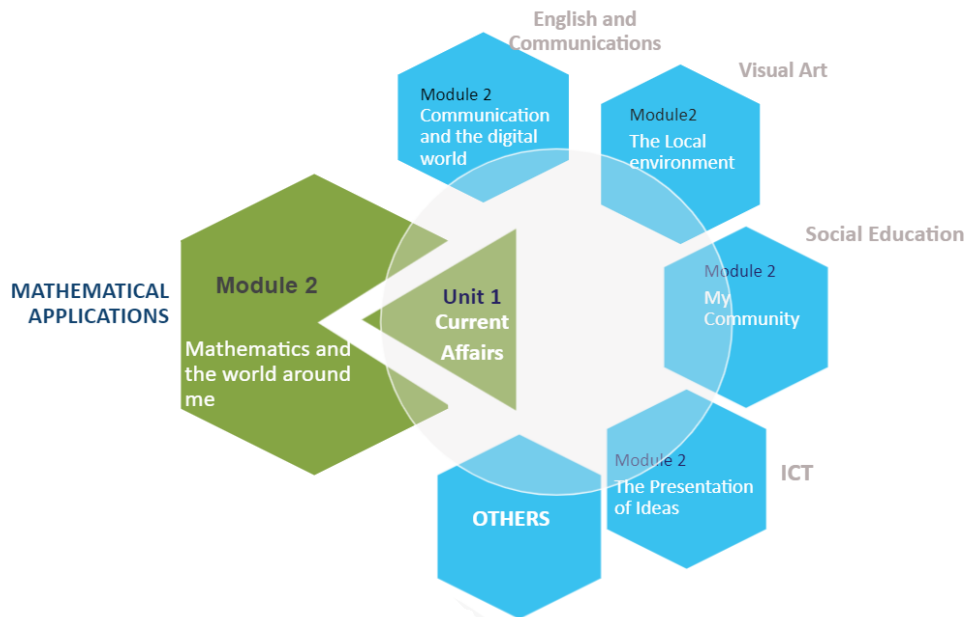 English and
Communications
Module 2
Communication
and the digital
world
Visual Art
Module2
The Local
environment
Social Education
Module 2
My
Community
MATHEMATICAL
APPLICATIONS
Module 2
Mathematics and
the world around
me
Unit 1
Current
Affairs
Module 2
The Presentation
of Ideas
ICT
OTHERS